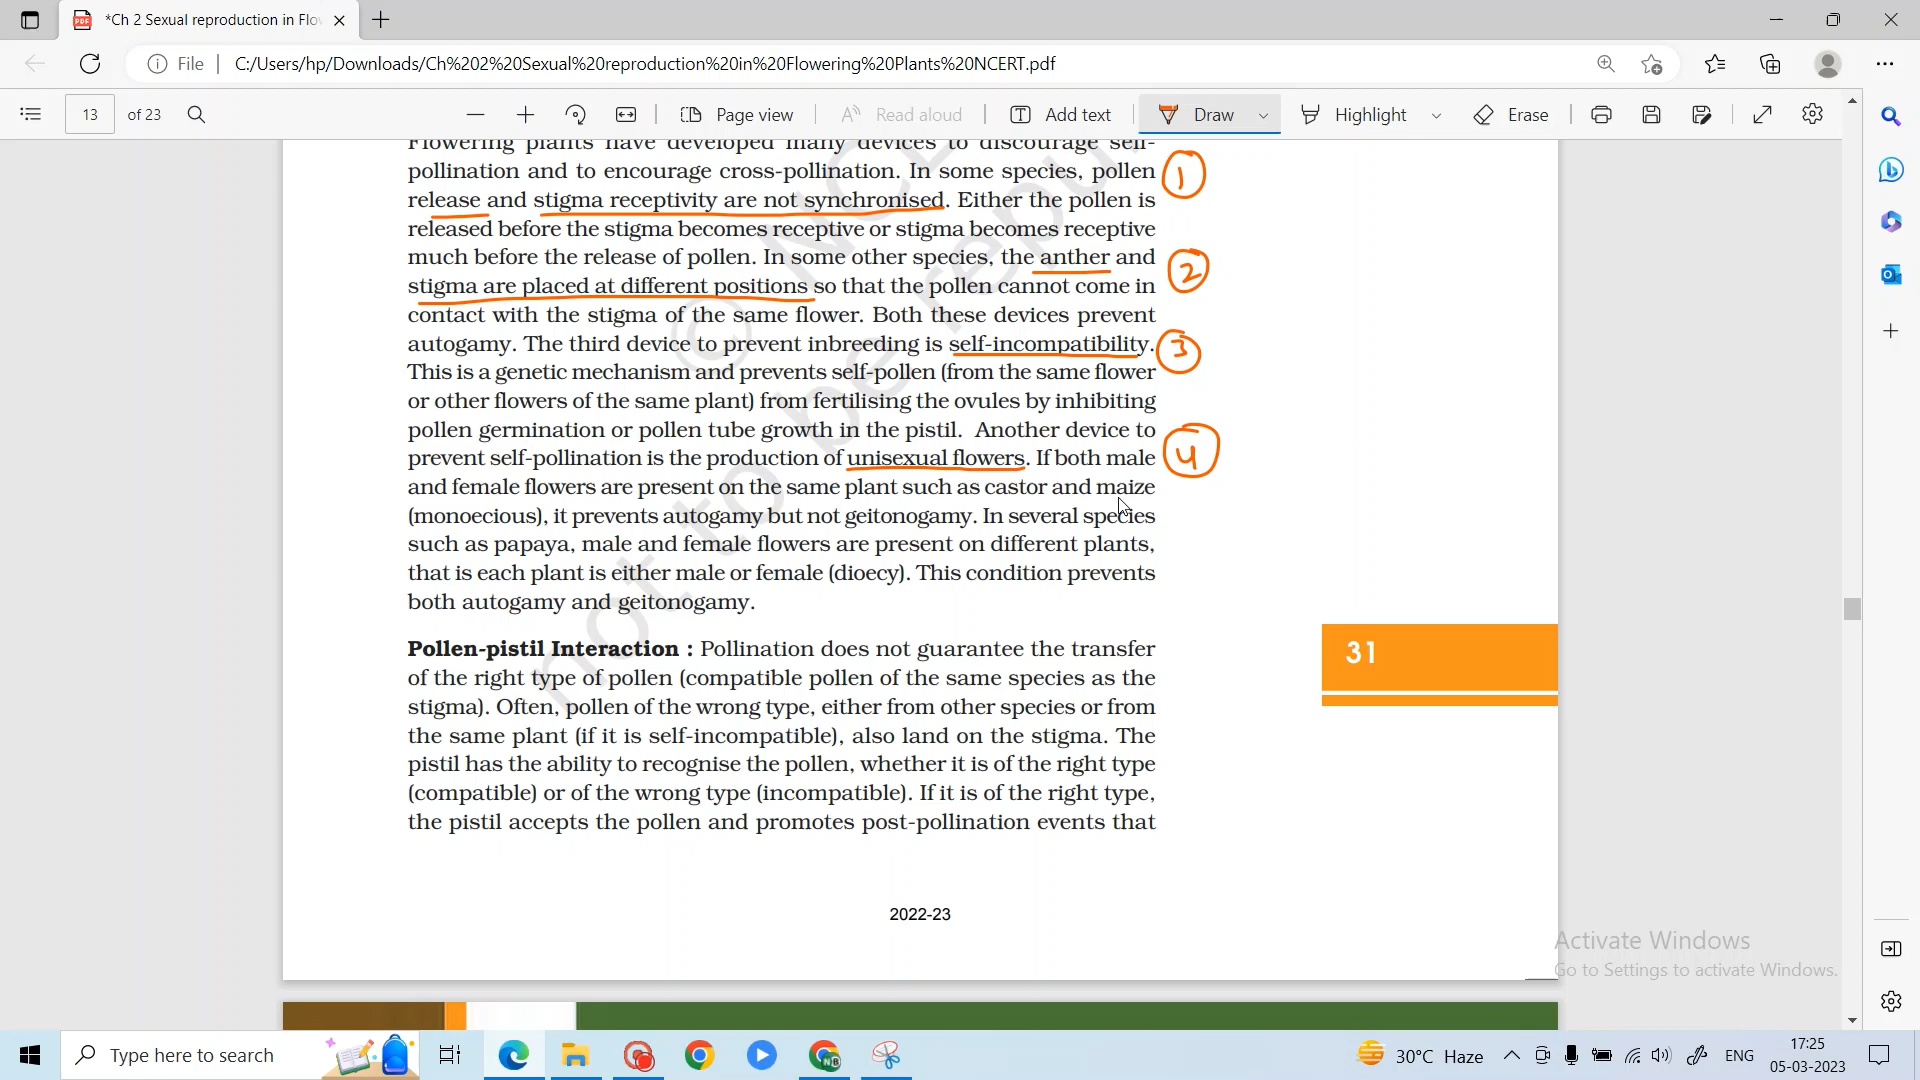 *Ch 2 Sexual reproduction in Flo
File
C:/Users/hp/Downloads/Ch%202%20Sexual%20reproduction%20in%20Flowering%20Plants%20NCERT.pdf
13 of 23
Page view
Read aloud
Add text
Draw
Highlight
Erase
Flowering plants have developed many devices to discourage self-
pollination and to encourage cross-pollination. In some species, pollen
1
release and stigma receptivity are not synchronised. Either the pollen is
released before the stigma becomes receptive or stigma becomes receptive
much before the release of pollen. In some other species, the anther and
2
stigma are placed at different positions so that the pollen cannot come in
contact with the stigma of the same flower. Both these devices prevent
autogamy. The third device to prevent inbreeding is self-incompatibility.
3
This is a genetic mechanism and prevents self-pollen (from the same flower
or other flowers of the same plant) from fertilising the ovules by inhibiting
pollen germination or pollen tube growth in the pistil. Another device to
prevent self-pollination is the production of unisexual flowers. If both male
4
and female flowers are present on the same plant such as castor and maize
(monoecious), it prevents autogamy but not geitonogamy. In several species
such as papaya, male and female flowers are present on different plants,
that is each plant is either male or female (dioecy). This condition prevents
both autogamy and geitonogamy.
Pollen-pistil Interaction : Pollination does not guarantee the transfer
of the right type of pollen (compatible pollen of the same species as the
stigma). Often, pollen of the wrong type, either from other species or from
the same plant (if it is self-incompatible), also land on the stigma. The
pistil has the ability to recognise the pollen, whether it is of the right type
(compatible) or of the wrong type (incompatible). If it is of the right type,
the pistil accepts the pollen and promotes post-pollination events that
31
2022-23
© NCE
not to be repu
Activate Windows
Go to Settings to activate Windows.
Type here to search
30°C Haze
ENG
17:25
05-03-2023